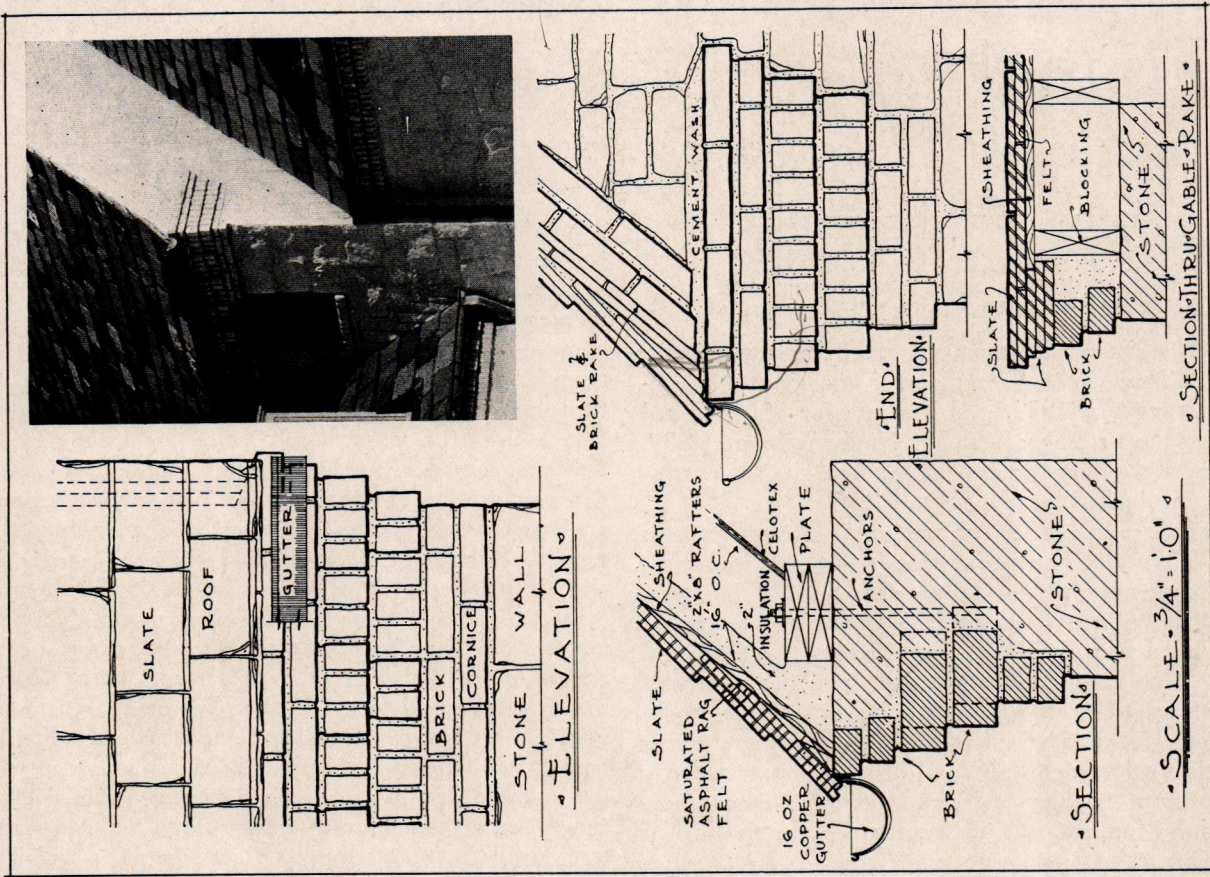 SLATE
ROOF
GUTTER
BRICK
CORNICE
STONE WALL
ELEVATION
SLATE &
BRICK RAKE
CEMENT WASH
END
ELEVATION
SLATE
SATURATED
ASPHALT RAG
FELT
16 OZ
COPPER
GUTTER
SHEATHING
2"X8" RAFTERS
16" O.C.
2"
INSULATION
CELOTEX
PLATE
ANCHORS
STONE
BRICK
SECTION
SCALE - 3/4" = 1'0"
SHEATHING
SLATE
FELT
BLOCKING
STONE
BRICK
SECTION THRU GABLE RAKE